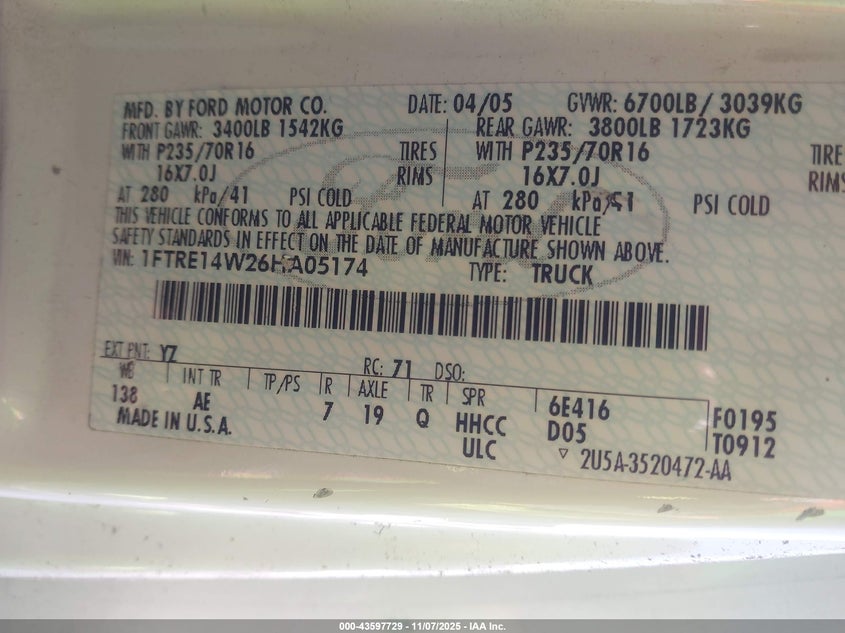 MFD. BY FORD MOTOR CO. DATE: 04/05 GVWR: 6700LB/ 3039KG
FRONT GAWR: 3400LB 1542KG REAR GAWR: 3800LB 1723KG
WITH P235/70R16 TIRES WITH P235/70R16 TIRE
16X7.0J RIMS 16X7.0J RIMS
AT 280 kPa/41 PSI COLD AT 280 kPa/41 PSI COLD
THIS VEHICLE CONFORMS TO ALL APPLICABLE FEDERAL MOTOR VEHICLE
SAFETY STANDARDS IN EFFECT ON THE DATE OF MANUFACTURE SHOWN ABOVE.
VIN: 1FTRE14W26HA05174 TYPE: TRUCK
EXT PNT: YZ RC: 71 DSO:
WB INT TR TP/PS R AXLE TR SPR
138 AE 7 19 Q HHCC 6E416 F0195
MADE IN U.S.A. ULC D05 T0912
2U5A-3520472-AA
000-43597729 - 11/07/2025 - IAA Inc.